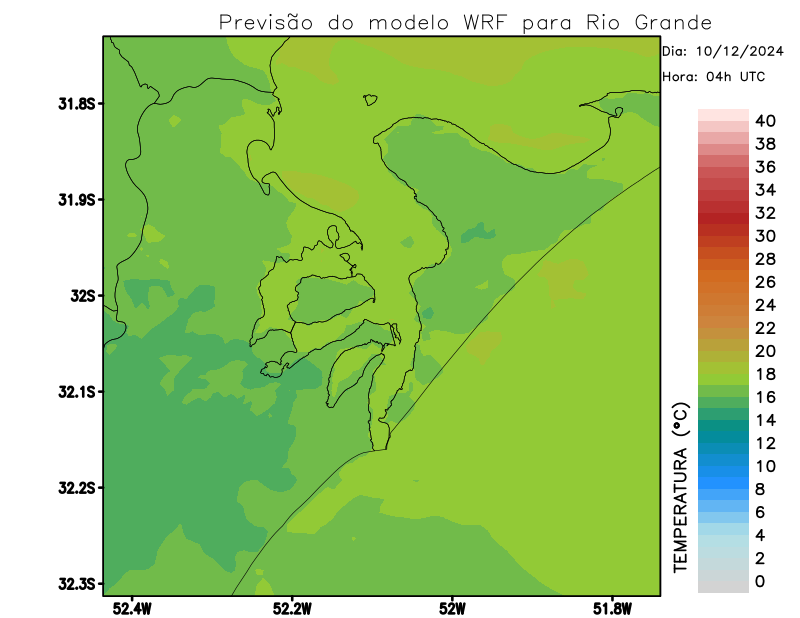 Previsão do modelo WRF para Rio Grande
Dia: 10/12/2024
Hora: 04h UTC
31.8S
31.9S
32S
32.1S
32.2S
32.3S
52.4W
52.2W
52W
51.8W
TEMPERATURA (°C)
40
38
36
34
32
30
28
26
24
22
20
18
16
14
12
10
8
6
4
2
0